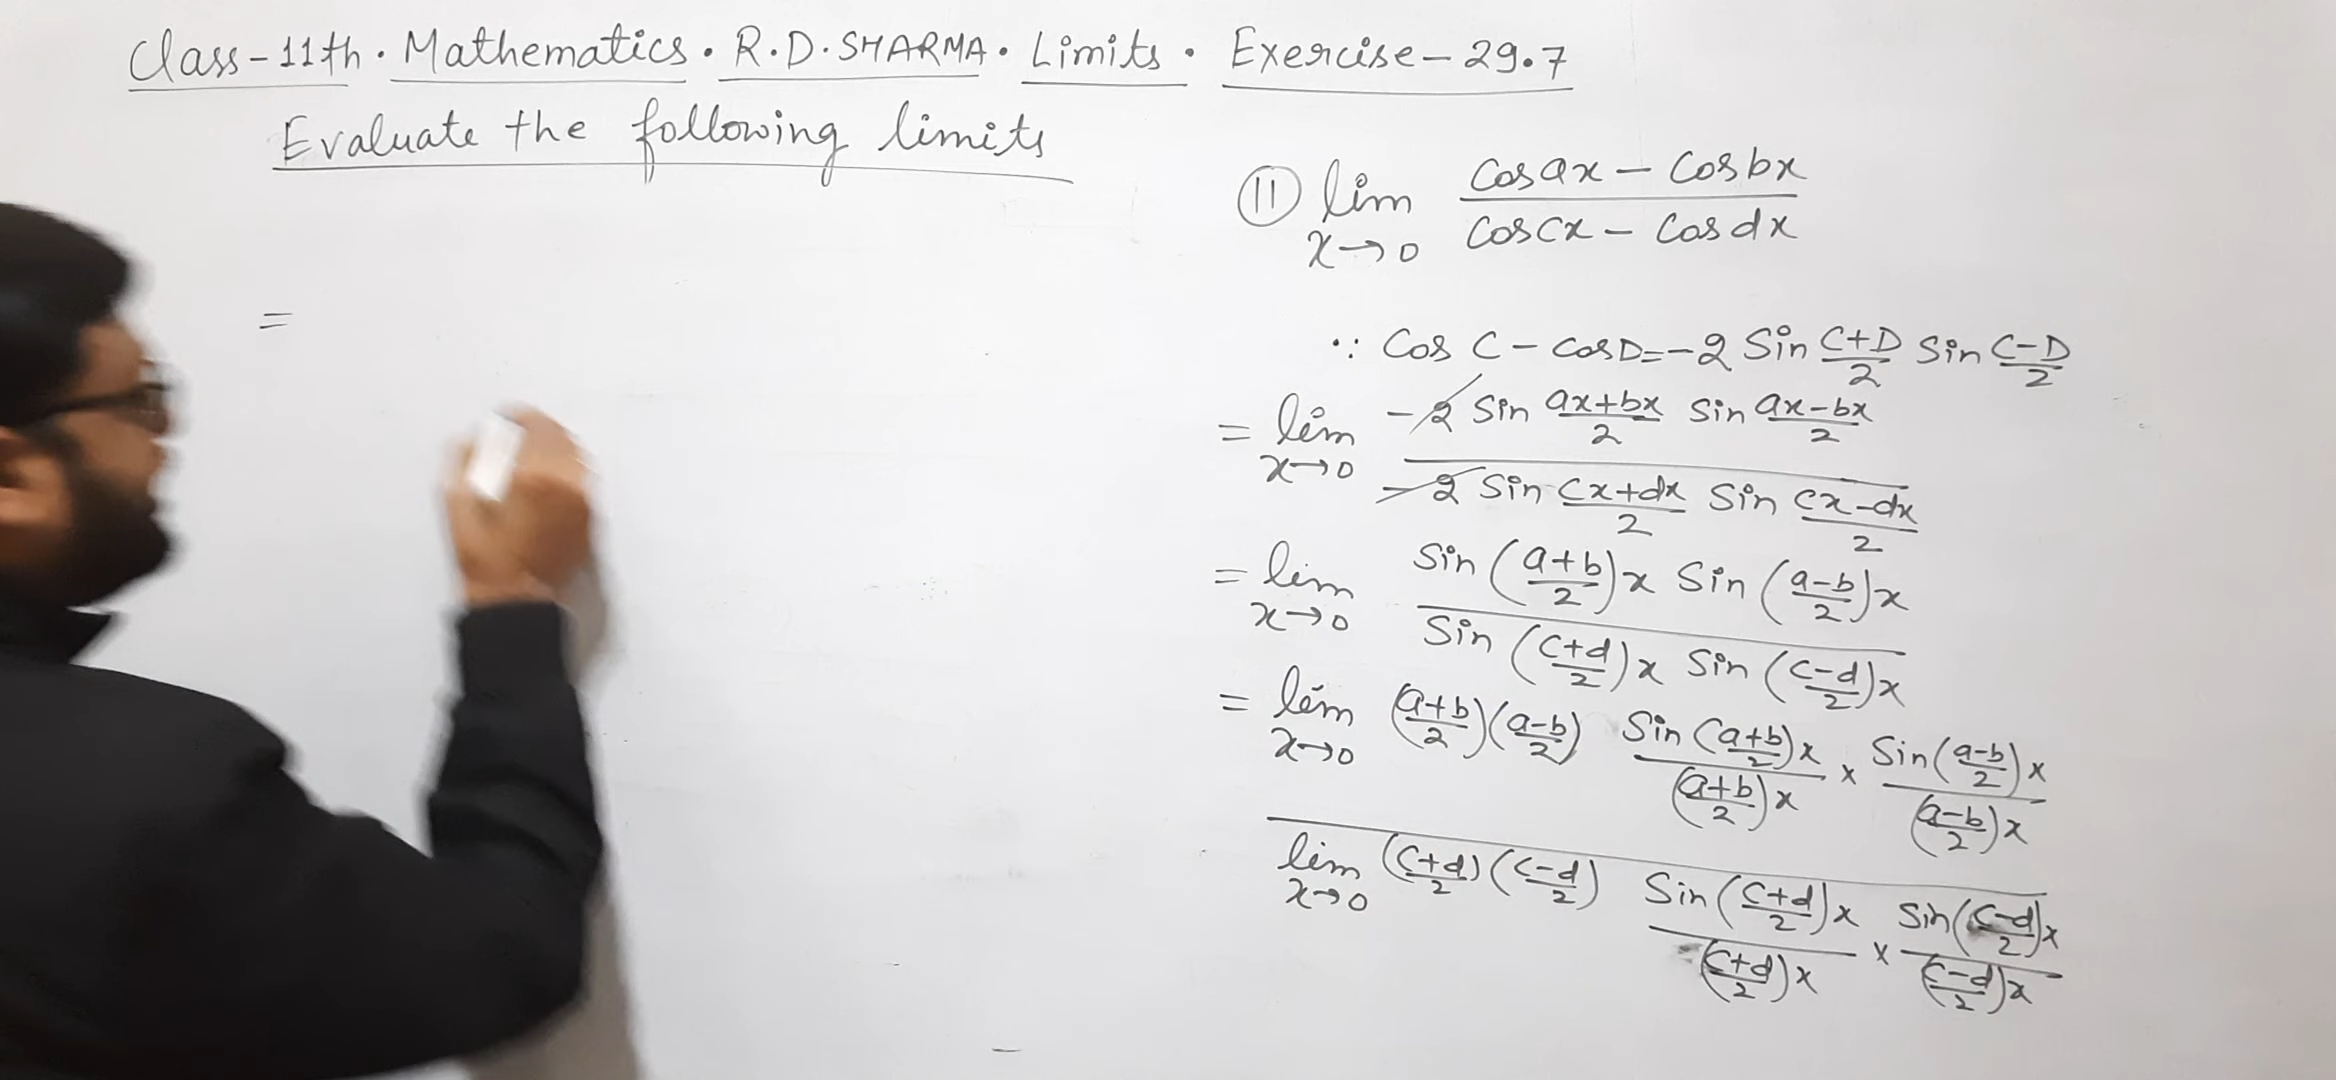 Class-11th • Mathematics • R.D. SHARMA • Limits • Exercise-29.7
Evaluate the following limits
=
⑪ lim x→0 (Cos ax - Cos bx)/(Cos cx - Cos dx)
∵ Cos C - Cos D = -2 Sin (C+D)/2 Sin (C-D)/2
= lim x→0 (-2 Sin (ax+bx)/2 Sin (ax-bx)/2)/(-2 Sin (cx+dx)/2 Sin (cx-dx)/2)
= lim x→0 (Sin ((a+b)/2)x Sin ((a-b)/2)x)/(Sin ((c+d)/2)x Sin ((c-d)/2)x)
= lim x→0 ((a+b)/2)((a-b)/2) (Sin ((a+b)/2)x)/(((a+b)/2)x) × (Sin ((a-b)/2)x)/(((a-b)/2)x)
lim x→0 ((c+d)/2)((c-d)/2) (Sin ((c+d)/2)x)/(((c+d)/2)x) × (Sin ((c-d)/2)x)/(((c-d)/2)x)